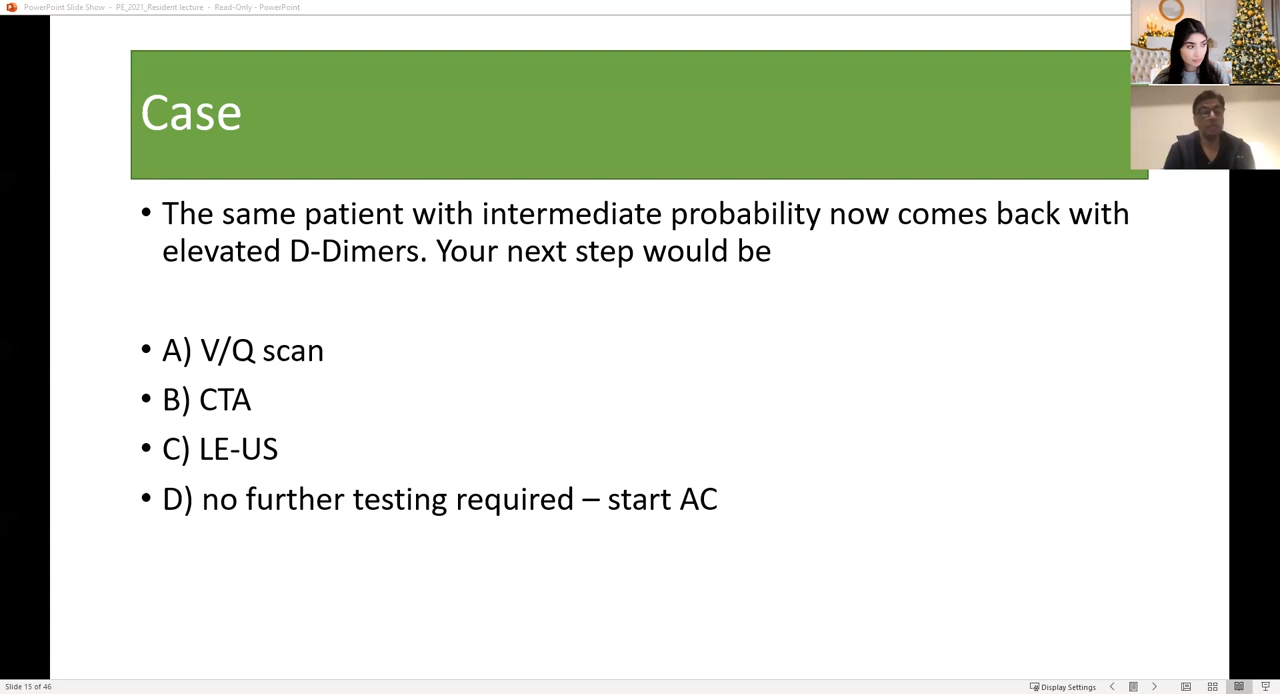 PowerPoint Slide Show - PE_2021_Resident lecture - Read-Only - PowerPoint
Case
• The same patient with intermediate probability now comes back with
elevated D-Dimers. Your next step would be
• A) V/Q scan
• B) CTA
• C) LE-US
• D) no further testing required – start AC
Slide 15 of 46
Display Settings